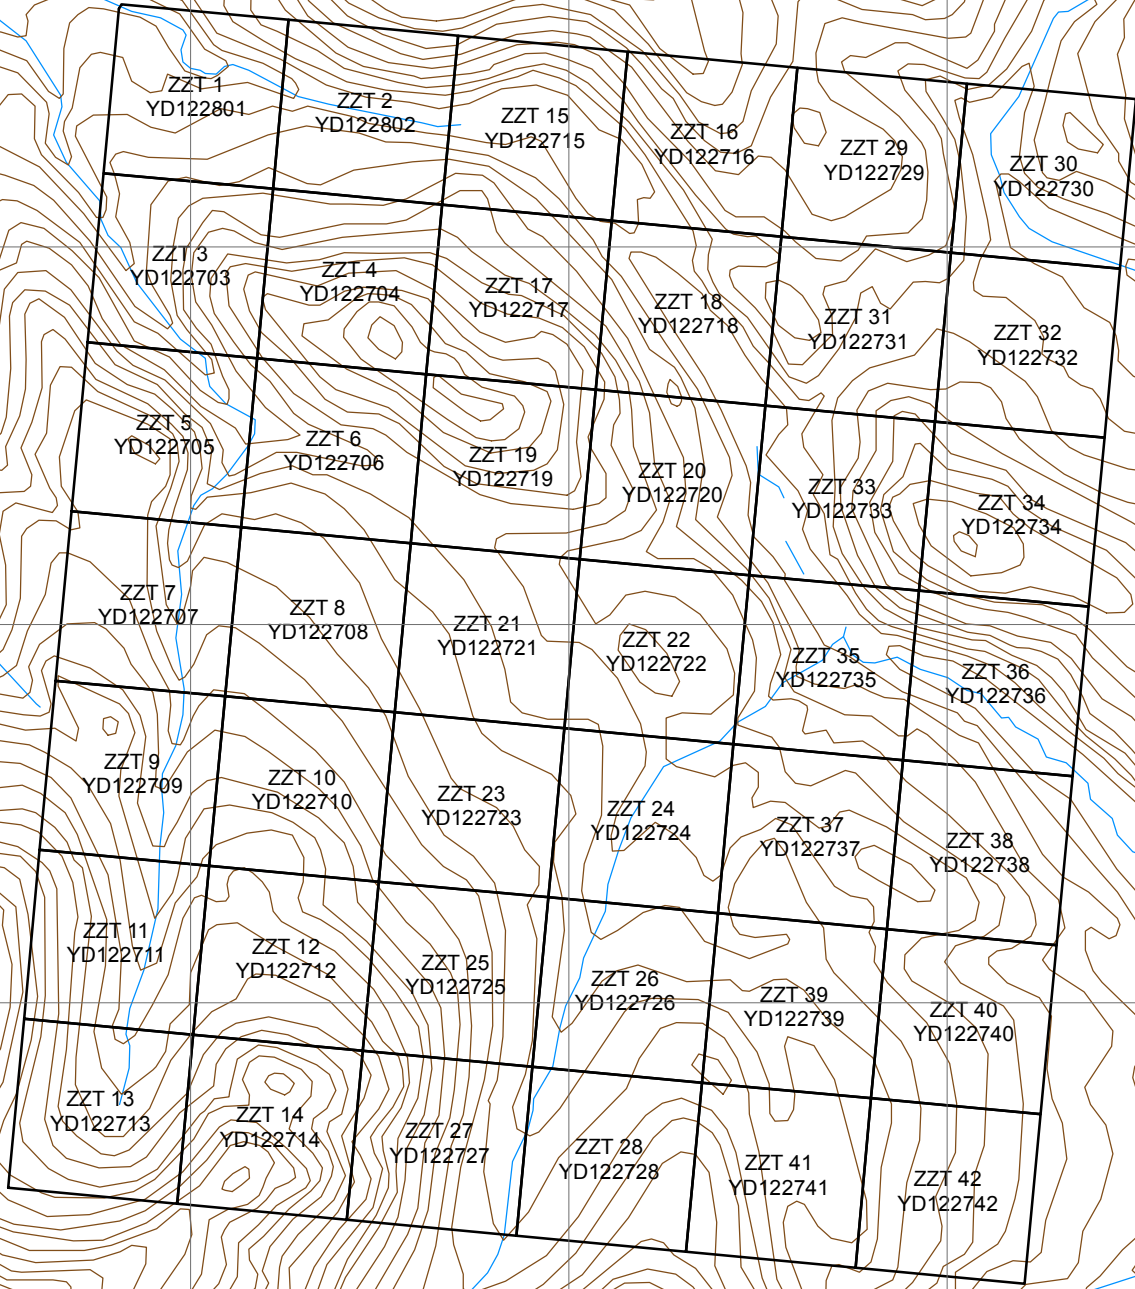 ZZT 1
YD122801
ZZT 2
YD122802
ZZT 15
YD122715
ZZT 16
YD122716
ZZT 29
YD122729
ZZT 30
YD122730
ZZT 3
YD122703
ZZT 4
YD122704
ZZT 17
YD122717
ZZT 18
YD122718
ZZT 31
YD122731
ZZT 32
YD122732
ZZT 5
YD122705
ZZT 6
YD122706
ZZT 19
YD122719
ZZT 20
YD122720
ZZT 33
YD122733
ZZT 34
YD122734
ZZT 7
YD122707
ZZT 8
YD122708
ZZT 21
YD122721
ZZT 22
YD122722
ZZT 35
YD122735
ZZT 36
YD122736
ZZT 9
YD122709
ZZT 10
YD122710
ZZT 23
YD122723
ZZT 24
YD122724
ZZT 37
YD122737
ZZT 38
YD122738
ZZT 11
YD122711
ZZT 12
YD122712
ZZT 25
YD122725
ZZT 26
YD122726
ZZT 39
YD122739
ZZT 40
YD122740
ZZT 13
YD122713
ZZT 14
YD122714
ZZT 27
YD122727
ZZT 28
YD122728
ZZT 41
YD122741
ZZT 42
YD122742